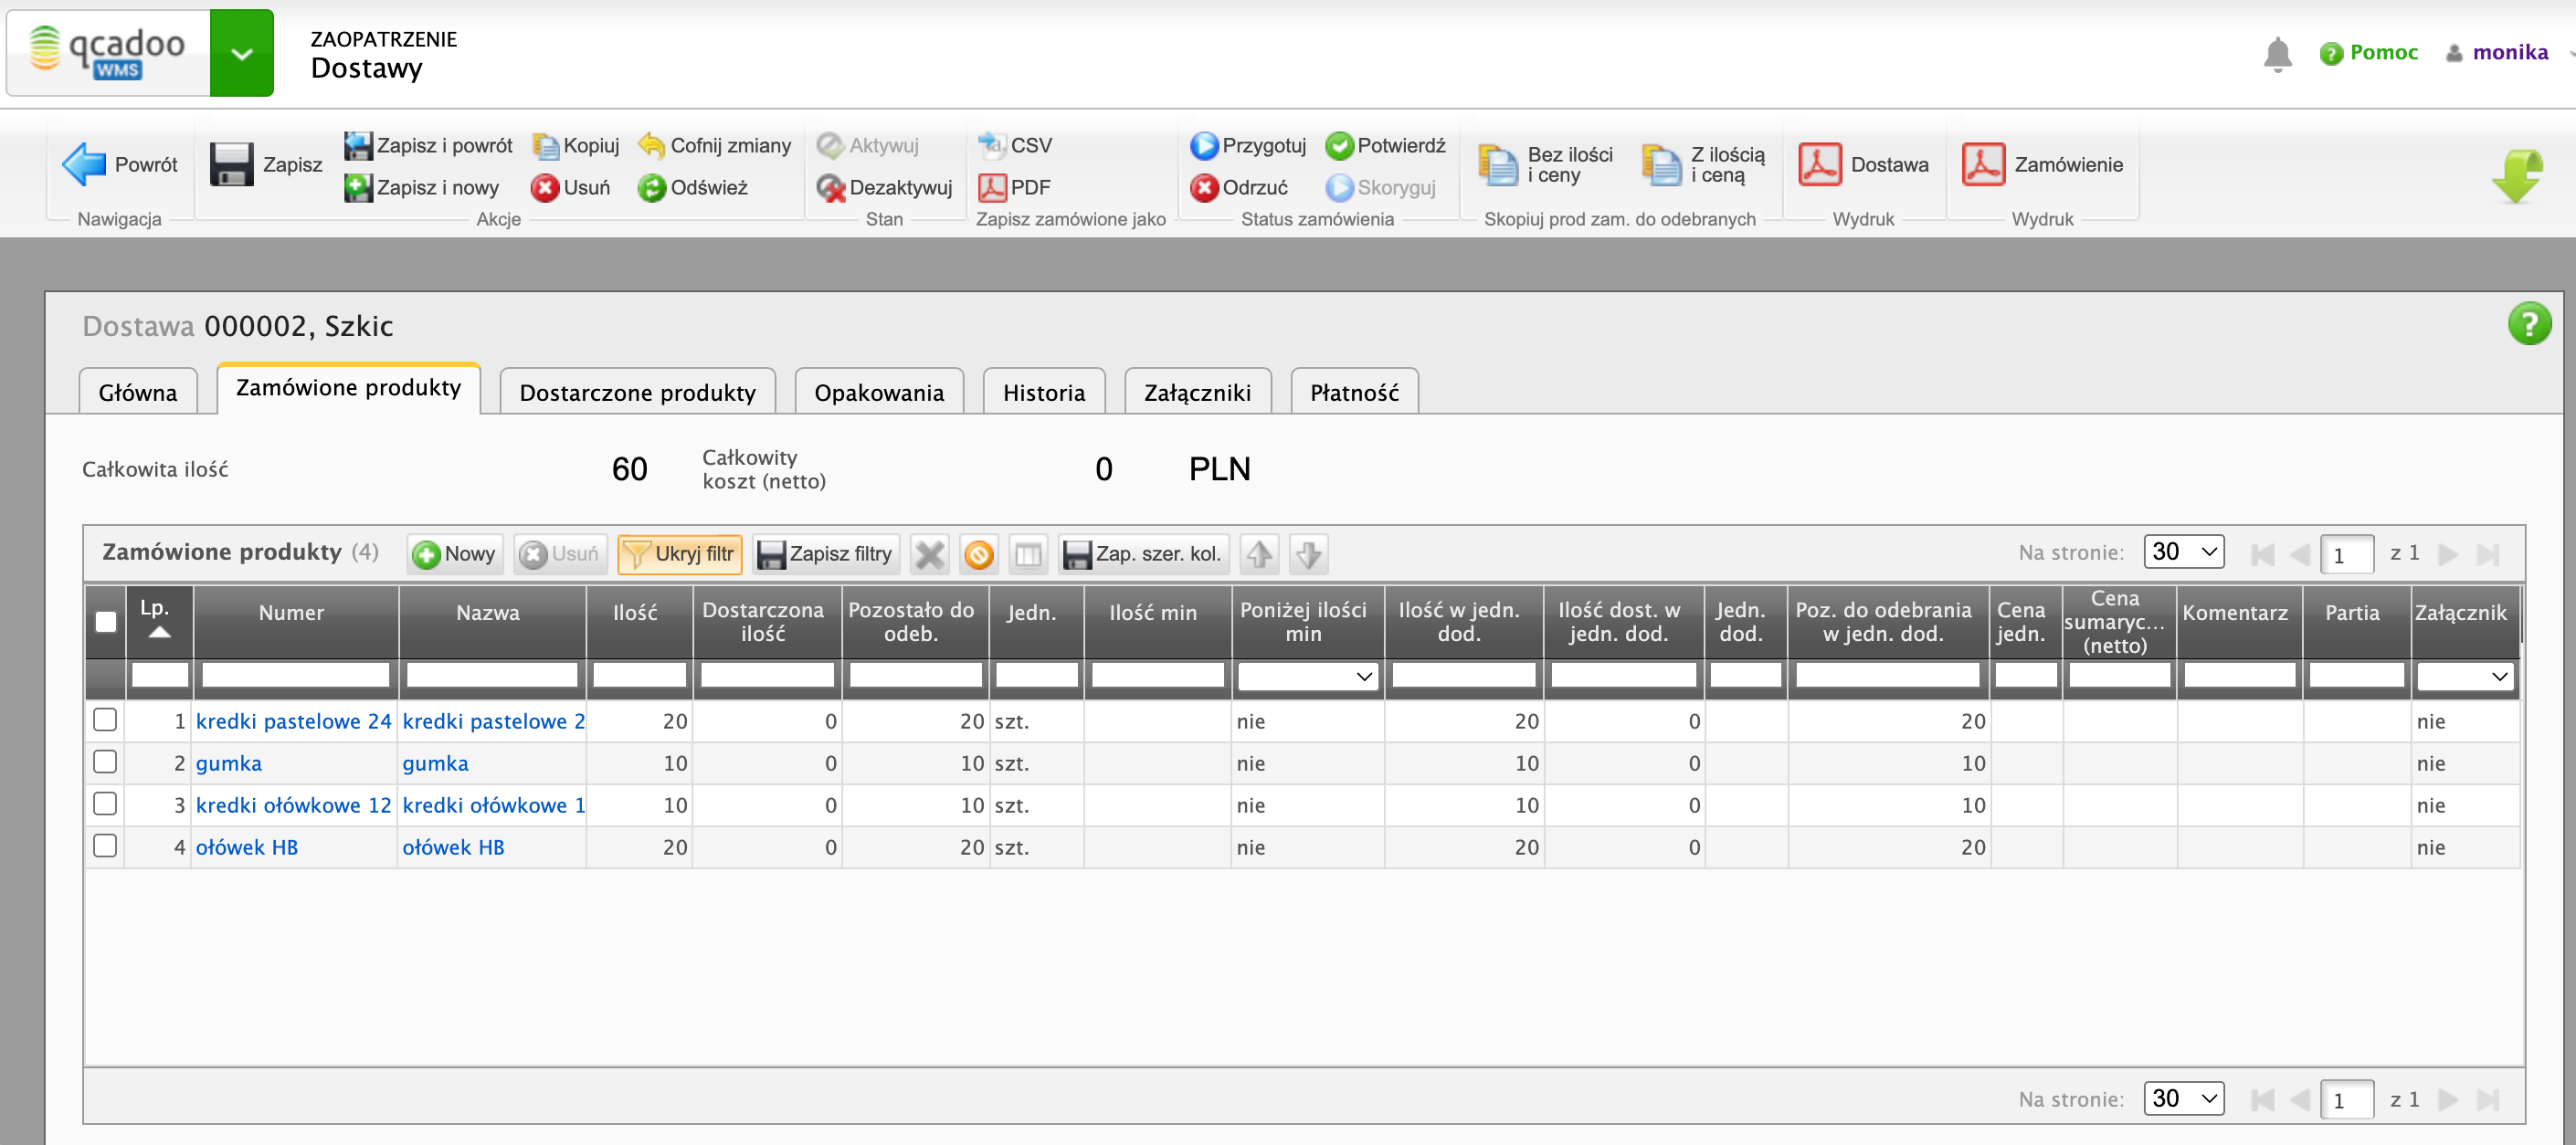 qcadoo
WMS
ZAOPATRZENIE
Dostawy
Pomoc
monika
Powrót
Nawigacja
Zapisz
Zapisz i powrót
Kopiuj
Cofnij zmiany
Zapisz i nowy
Usuń
Odśwież
Akcje
Aktywuj
Dezaktywuj
Stan
CSV
PDF
Zapisz zamówione jako
Przygotuj
Potwierdź
Odrzuć
Skoryguj
Status zamówienia
Bez ilości
i ceny
Z ilością
i ceną
Skopiuj prod zam. do odebranych
Dostawa
Wydruk
Zamówienie
Wydruk
Dostawa 000002, Szkic
?
Główna
Zamówione produkty
Dostarczone produkty
Opakowania
Historia
Załączniki
Płatność
Całkowita ilość 60
Całkowity
koszt (netto) 0 PLN
Zamówione produkty (4)
Nowy
Usuń
Ukryj filtr
Zapisz filtry
Zap. szer. kol.
Na stronie: 30 1 z 1
Lp.
Numer
Nazwa
Ilość
Dostarczona
ilość
Pozostało do
odeb.
Jedn.
Ilość min
Poniżej ilości
min
Ilość w jedn.
dod.
Ilość dost. w
jedn. dod.
Jedn.
dod.
Poz. do odebrania
w jedn. dod.
Cena
jedn.
Cena
sumaryc...
(netto)
Komentarz
Partia
Załącznik
1 kredki pastelowe 24 kredki pastelowe 2 20 0 20 szt. nie 20 0 20 nie
2 gumka gumka 10 0 10 szt. nie 10 0 10 nie
3 kredki ołówkowe 12 kredki ołówkowe 1 10 0 10 szt. nie 10 0 10 nie
4 ołówek HB ołówek HB 20 0 20 szt. nie 20 0 20 nie
Na stronie: 30 1 z 1